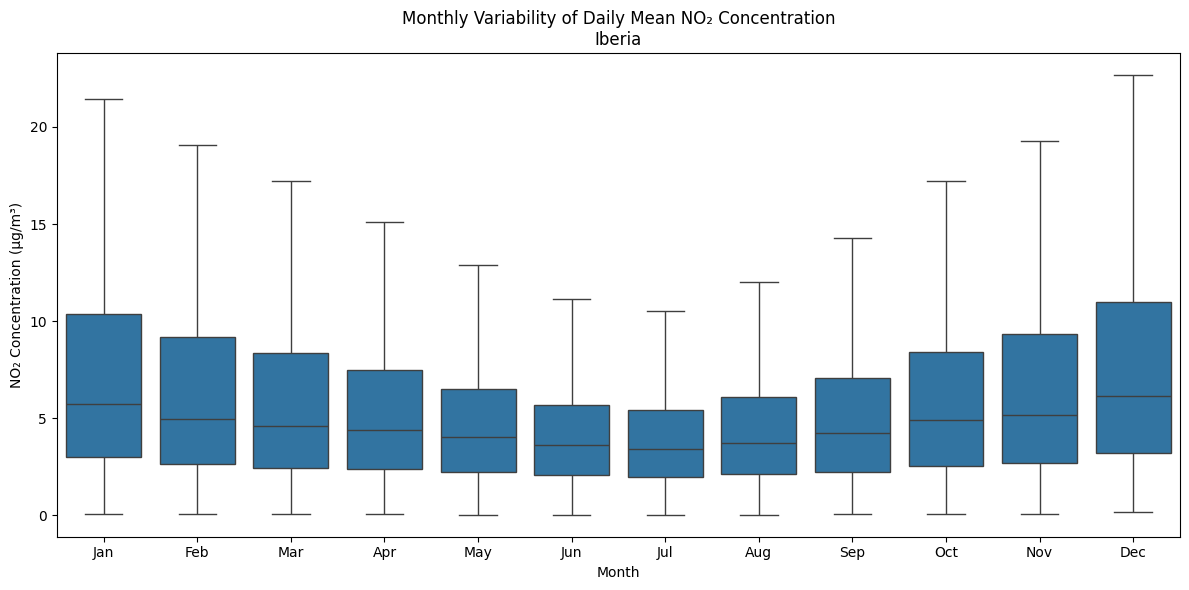 Monthly Variability of Daily Mean NO₂ Concentration
Iberia
NO₂ Concentration (µg/m³)
20
15
10
5
0
Jan Feb Mar Apr May Jun Jul Aug Sep Oct Nov Dec
Month